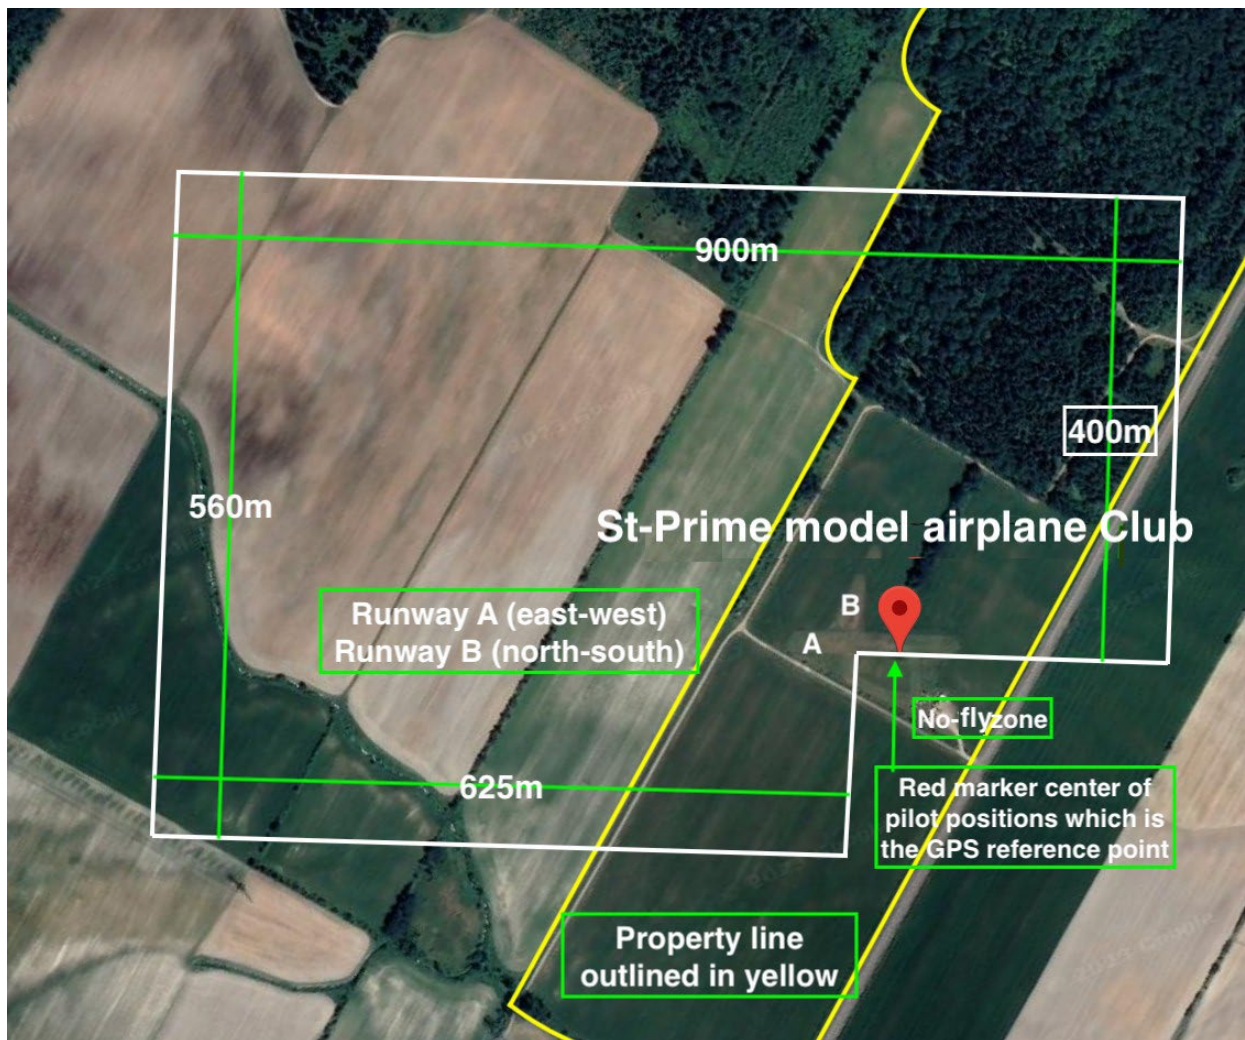 900m
400m
560m
St-Prime model airplane Club
Runway A (east-west)
Runway B (north-south)
B
A
No-flyzone
625m
Red marker center of
pilot positions which is
the GPS reference point
Property line
outlined in yellow